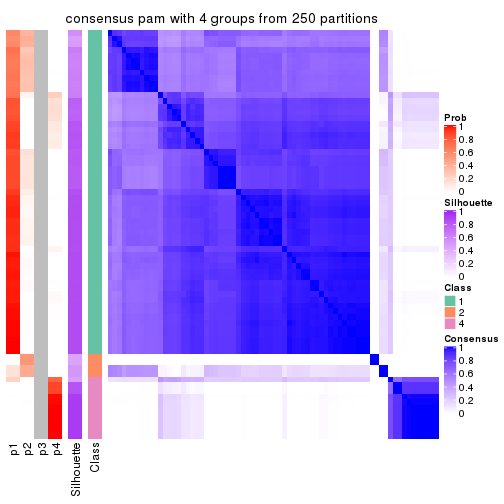 consensus pam with 4 groups from 250 partitions
Prob
1
0.8
0.6
0.4
0.2
0
Silhouette
1
0.8
0.6
0.4
0.2
0
Class
1
2
4
Consensus
1
0.8
0.6
0.4
0.2
0
p1
p2
p3
p4
Silhouette
Class